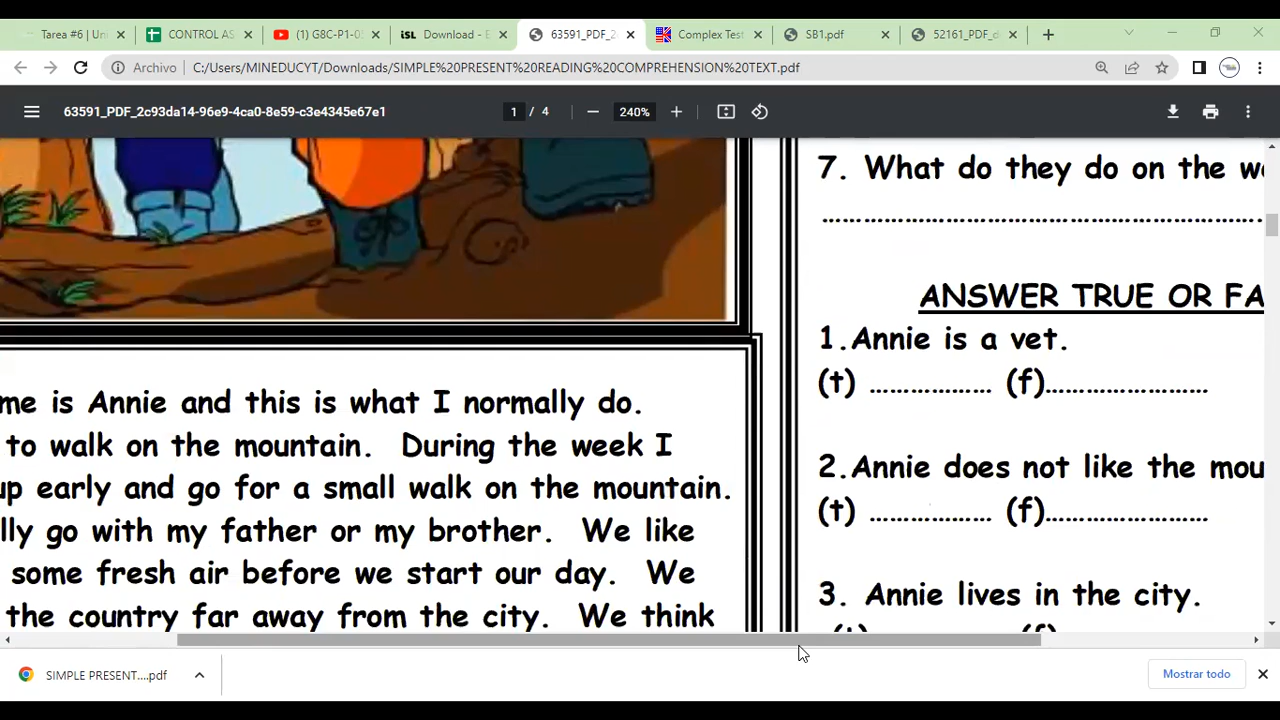 Tarea #6 | Un
CONTROL AS
(1) G8C-P1-0
iSL Download - E
63591_PDF_2
Complex Test
SB1.pdf
52161_PDF_d
Archivo C:/Users/MINEDUCYT/Downloads/SIMPLE%20PRESENT%20READING%20COMPREHENSION%20TEXT.pdf
63591_PDF_2c93da14-96e9-4ca0-8e59-c3e4345e67e1
1 / 4
240%
me is Annie and this is what I normally do.
to walk on the mountain. During the week I
up early and go for a small walk on the mountain.
lly go with my father or my brother. We like
some fresh air before we start our day. We
the country far away from the city. We think
7. What do they do on the w
ANSWER TRUE OR FA
1.Annie is a vet.
(t) .................. (f)........................
2.Annie does not like the mou
(t) .................. (f)........................
3. Annie lives in the city.
SIMPLE PRESENT....pdf
Mostrar todo